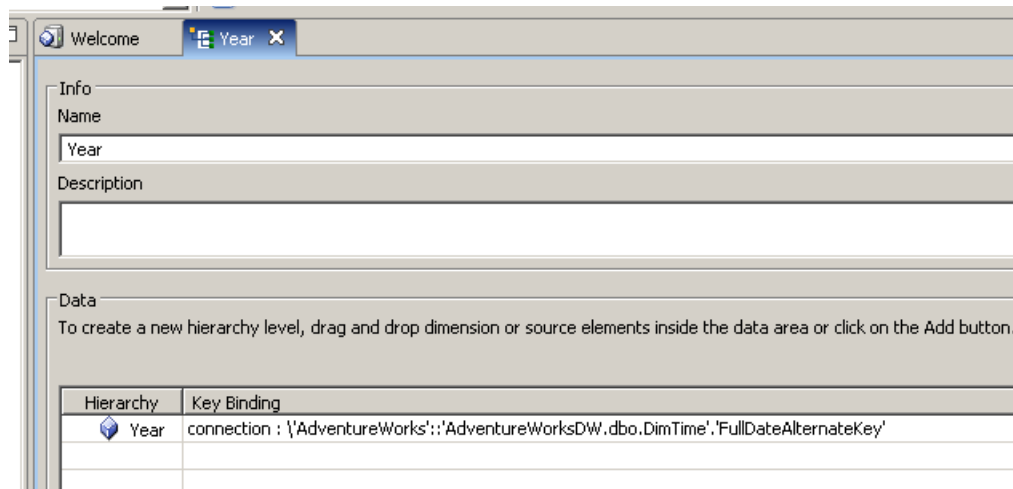 Welcome
Year
Info
Name
Year
Description
Data
To create a new hierarchy level, drag and drop dimension or source elements inside the data area or click on the Add button.
Hierarchy Key Binding
Year connection : \'AdventureWorks'::'AdventureWorksDW.dbo.DimTime'.'FullDateAlternateKey'